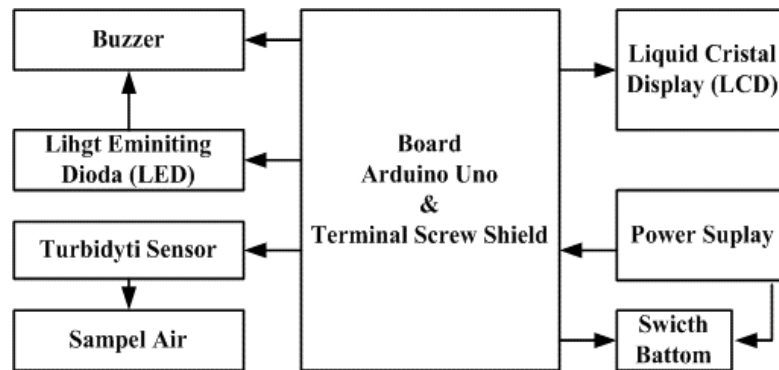 Buzzer
Lihgt Eminiting
Dioda (LED)
Turbidyti Sensor
Sampel Air
Board
Arduino Uno
&
Terminal Screw Shield
Liquid Cristal
Display (LCD)
Power Suplay
Swicth
Battom